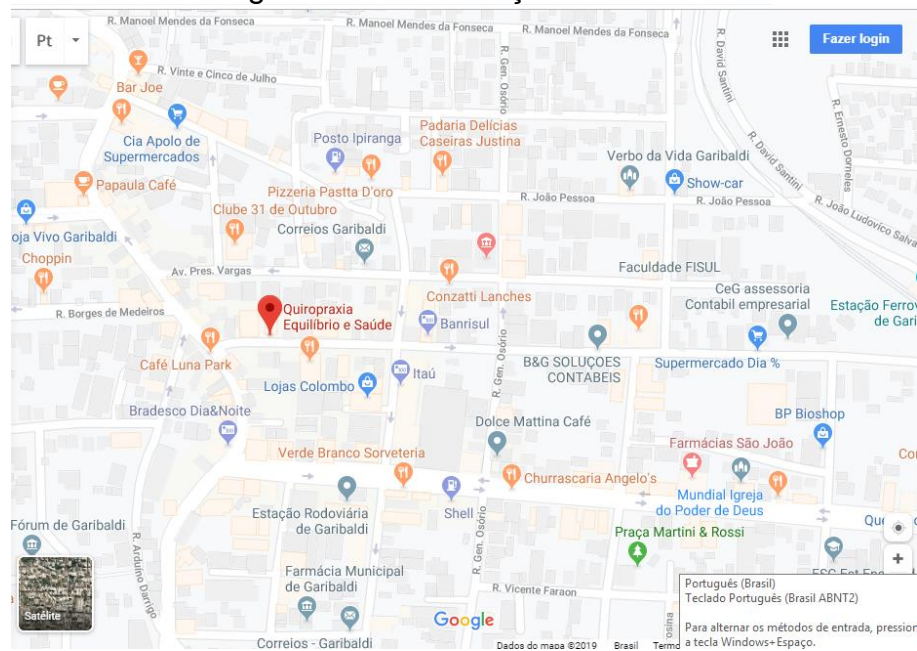 R. Manoel Mendes da Fonseca
R. Manoel Mendes da Fonseca
Pt
Fazer login
R. Vinte e Cinco de Julho
Bar Joe
R. Gen. Osório
R. David Santini
R. Ernesto Dorneles
Cia Apolo de
Supermercados
Posto Ipiranga
Padaria Delícias
Caseiras Justina
Verbo da Vida Garibaldi
R. David Santini
Papaula Café
Pizzeria Pastta D'oro
Show-car
R. João Pessoa
R. João Pessoa
R. João Ludovico Salva
Clube 31 de Outubro
oja Vivo Garibaldi
Correios Garibaldi
Choppin
Av. Pres. Vargas
Faculdade FISUL
CeG assessoria
Contabil empresarial
Conzatti Lanches
Estação Ferrov
de Gari
R. Borges de Medeiros
Quiropraxia
Equilíbrio e Saúde
Banrisul
Café Luna Park
B&G SOLUÇOES
CONTABEIS
Supermercado Dia %
R. Gen. Osório
Lojas Colombo
Itaú
Bradesco Dia&Noite
Dolce Mattina Café
BP Bioshop
Verde Branco Sorveteria
Farmácias São João
Co
Churrascaria Angelo's
Estação Rodoviária
de Garibaldi
Shell
Mundial Igreja
do Poder de Deus
Que
Fórum de Garibaldi
R. Gen. Osório
Praça Martini & Rossi
R. Arduino Darrigo
Farmácia Municipal
de Garibaldi
R. Vicente Faraon
Satélite
Google
Correios - Garibaldi
Dados do mapa ©2019 Brasil Termo
Português (Brasil)
Teclado Português (Brasil ABNT2)
Para alternar os métodos de entrada, pression
a tecla Windows+Espaço.